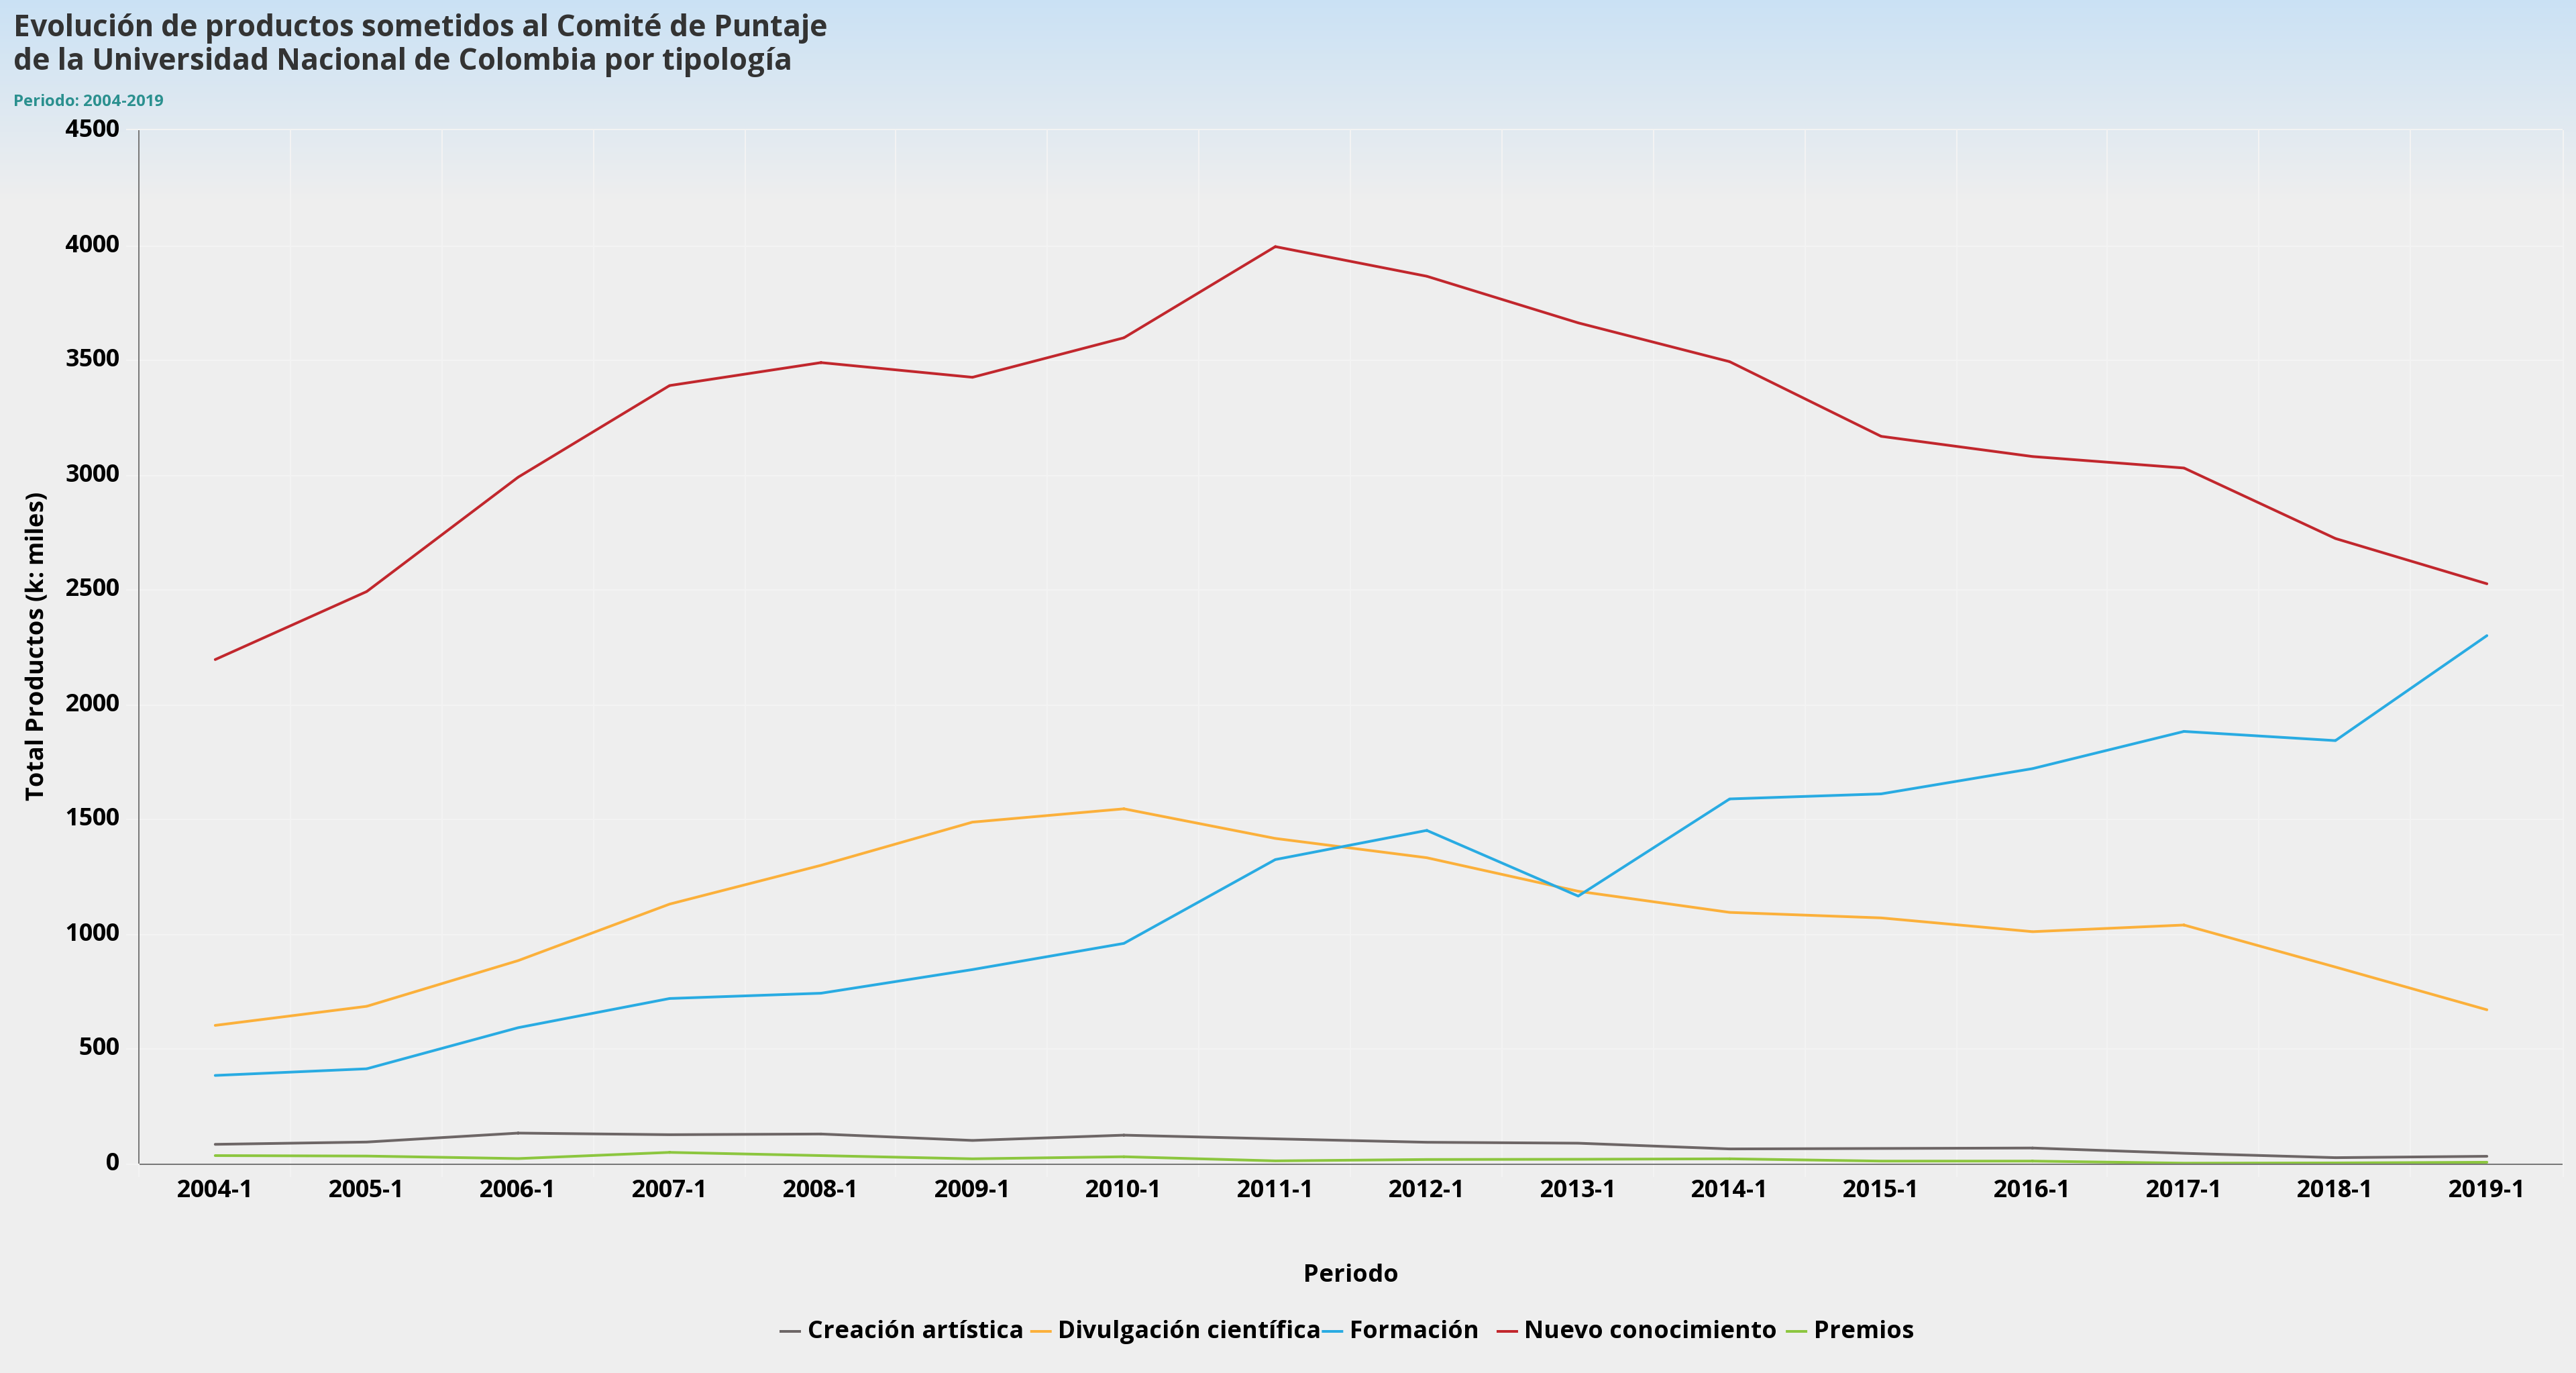 Evolución de productos sometidos al Comité de Puntaje
de la Universidad Nacional de Colombia por tipología
Periodo: 2004-2019
4500
4000
3500
3000
2500
2000
1500
1000
500
0
Total Productos (k: miles)
2004-1 2005-1 2006-1 2007-1 2008-1 2009-1 2010-1 2011-1 2012-1 2013-1 2014-1 2015-1 2016-1 2017-1 2018-1 2019-1
Periodo
Creación artística Divulgación científica Formación Nuevo conocimiento Premios